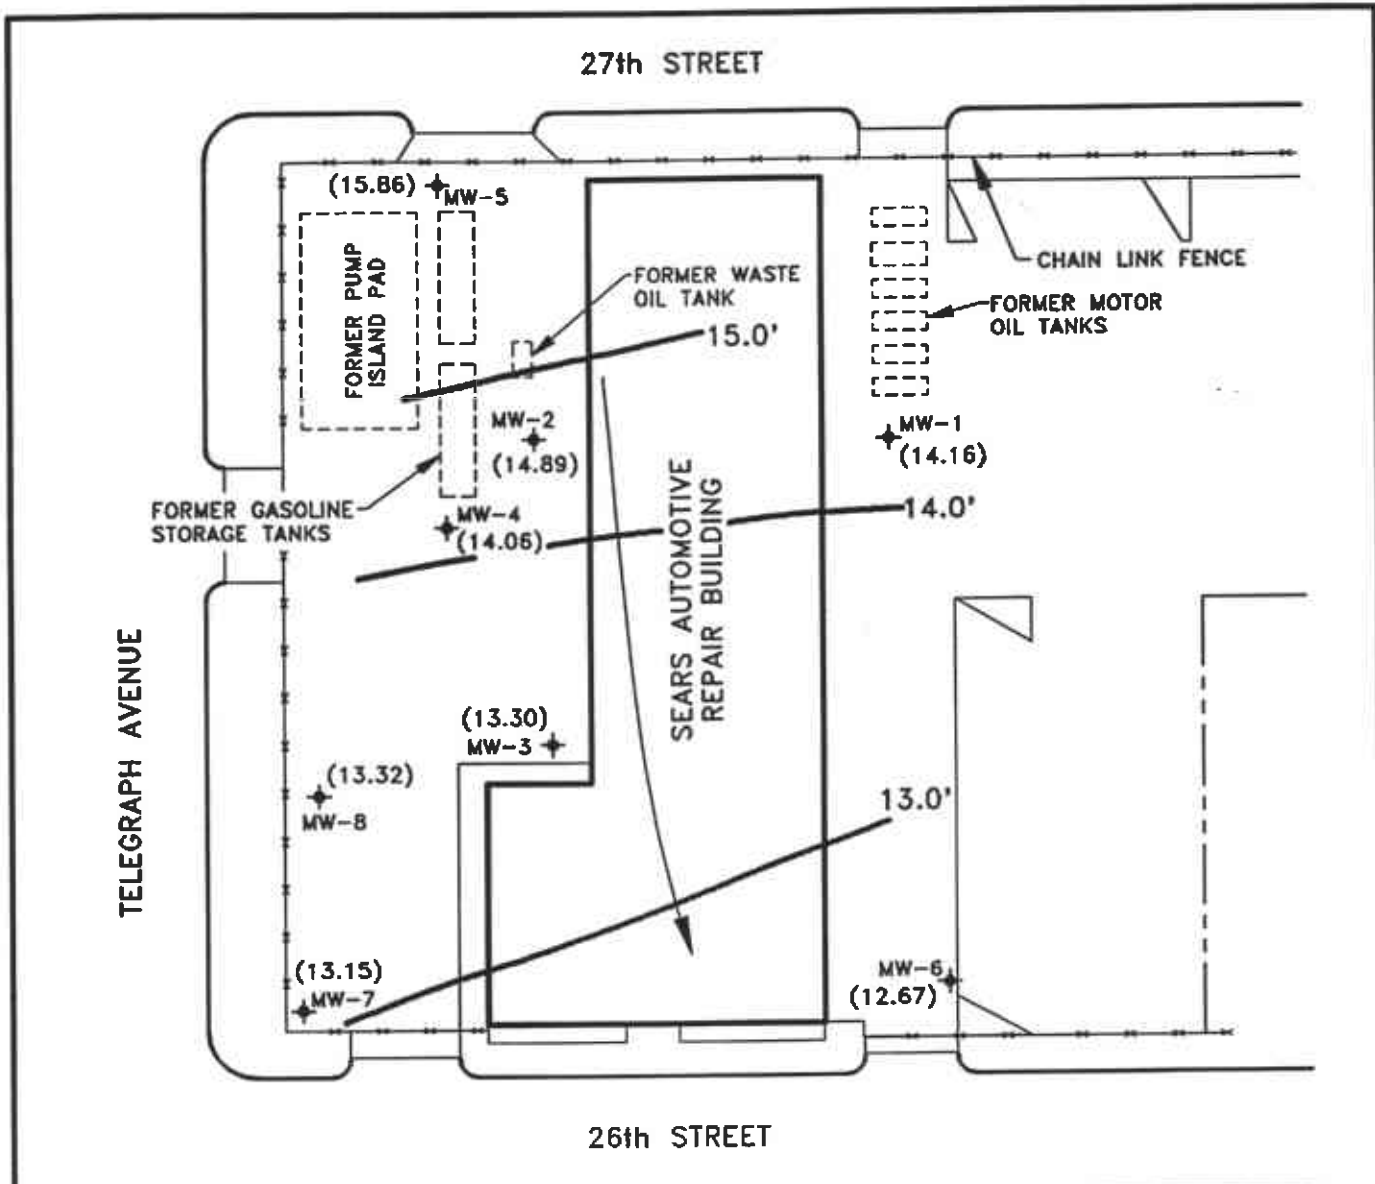 27th STREET
(15.86)
MW-5
FORMER PUMP
ISLAND PAD
FORMER WASTE
OIL TANK
CHAIN LINK FENCE
FORMER MOTOR
OIL TANKS
15.0'
MW-2
(14.89)
MW-1
(14.16)
FORMER GASOLINE
STORAGE TANKS
MW-4
(14.06)
14.0'
SEARS AUTOMOTIVE
REPAIR BUILDING
TELEGRAPH AVENUE
(13.30)
MW-3
(13.32)
MW-8
13.0'
(13.15)
MW-7
MW-6
(12.67)
26th STREET